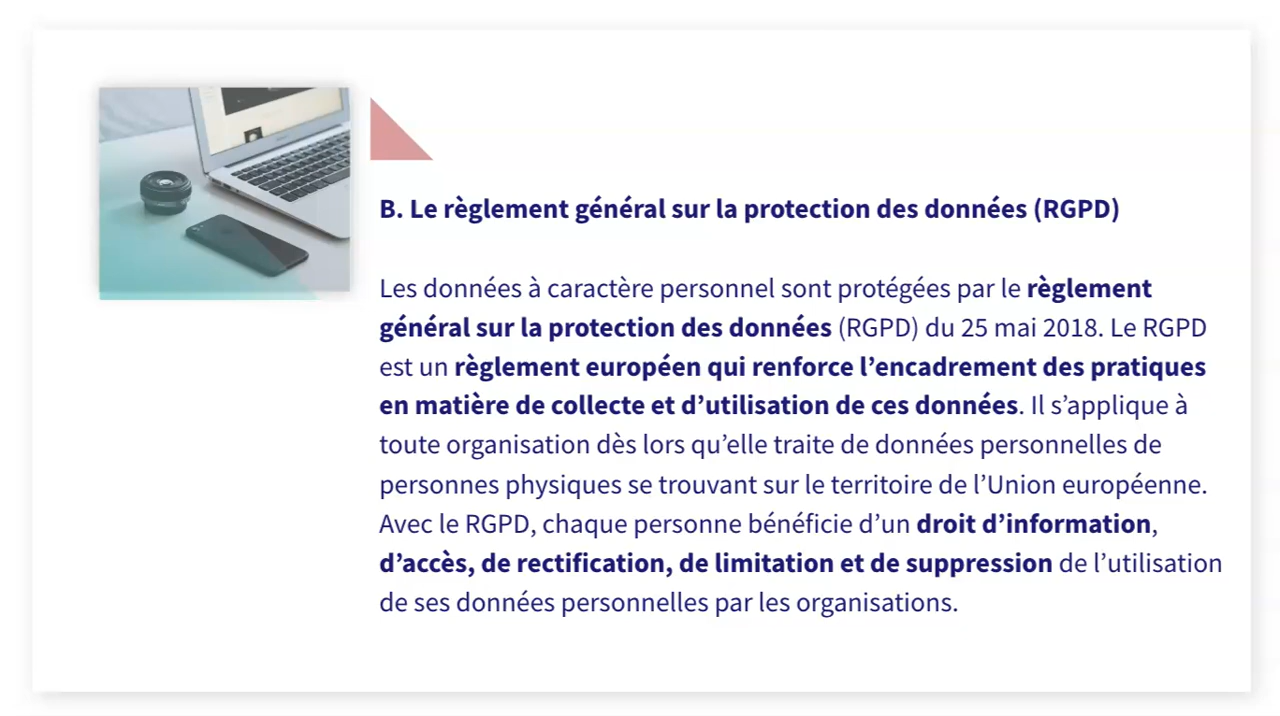 B. Le règlement général sur la protection des données (RGPD)
Les données à caractère personnel sont protégées par le règlement
général sur la protection des données (RGPD) du 25 mai 2018. Le RGPD
est un règlement européen qui renforce l’encadrement des pratiques
en matière de collecte et d’utilisation de ces données. Il s’applique à
toute organisation dès lors qu’elle traite de données personnelles de
personnes physiques se trouvant sur le territoire de l’Union européenne.
Avec le RGPD, chaque personne bénéficie d’un droit d’information,
d’accès, de rectification, de limitation et de suppression de l’utilisation
de ses données personnelles par les organisations.